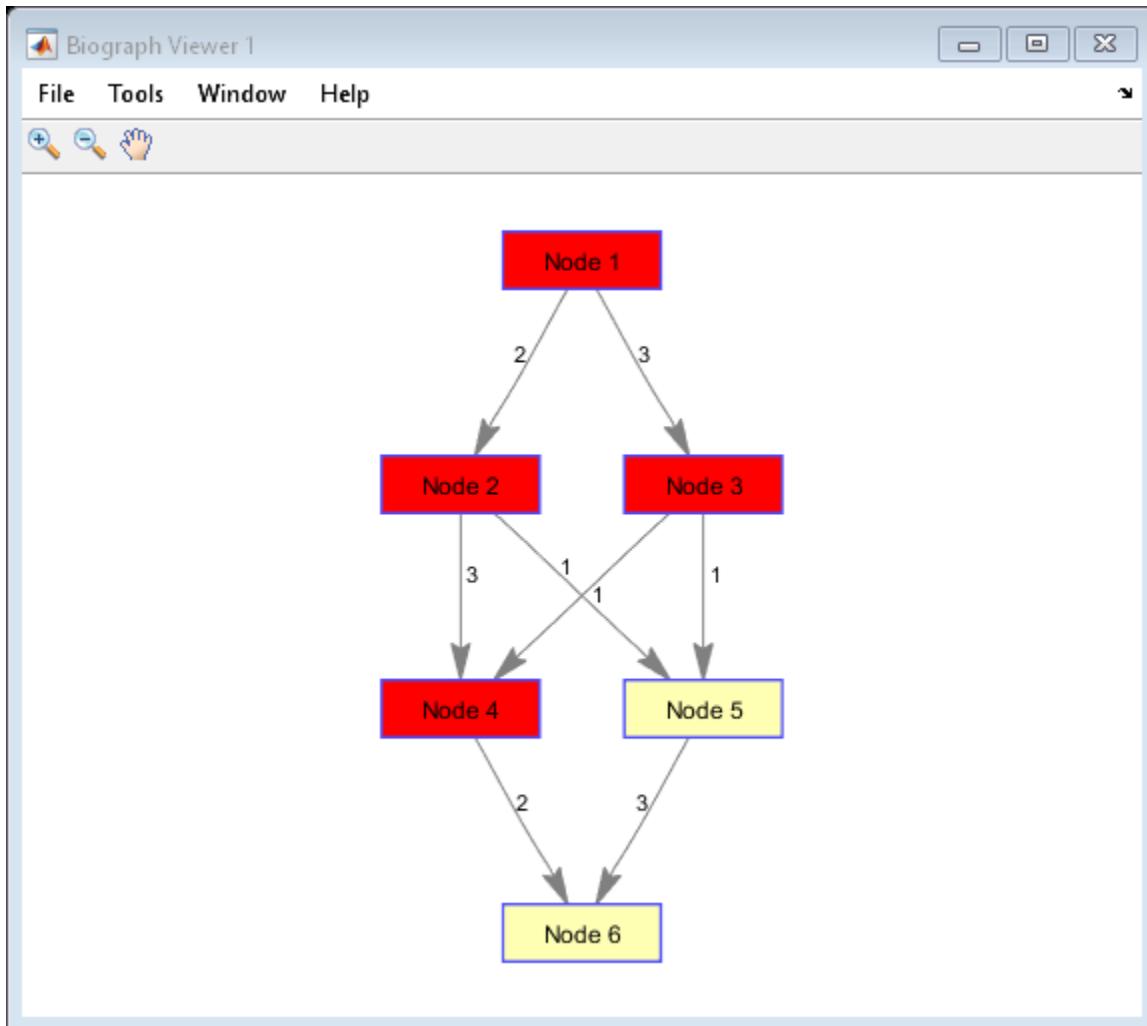 Biograph Viewer 1
File Tools Window Help
Node 1
2 3
Node 2 Node 3
3 1 1 1
Node 4 Node 5
2 3
Node 6